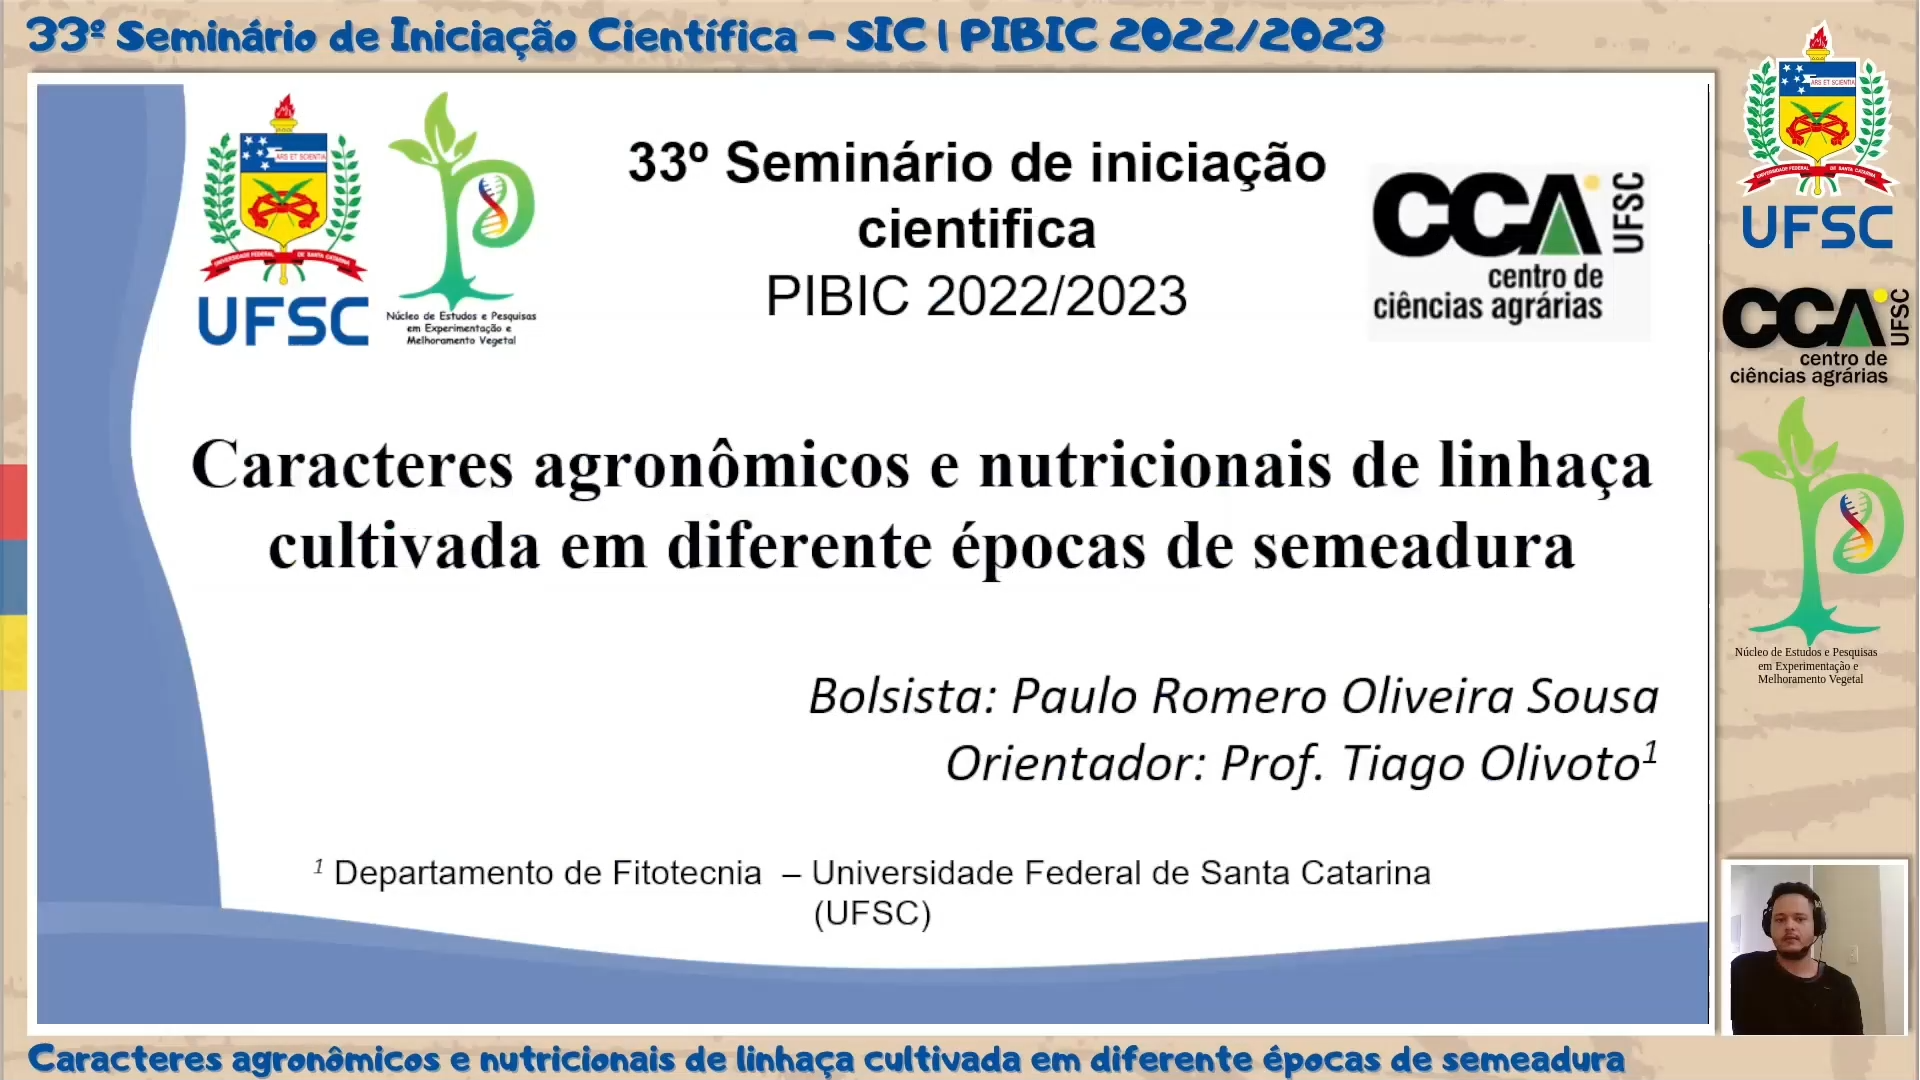 33º Seminário de Iniciação Científica – SIC | PIBIC 2022/2023
ARS ET SCIENTIA
UNIVERSIDADE FEDERAL DE SANTA CATARINA
UFSC
Núcleo de Estudos e Pesquisas
em Experimentação e
Melhoramento Vegetal
33º Seminário de iniciação
cientifica
PIBIC 2022/2023
CCA UFSC
centro de
ciências agrárias
Caracteres agronômicos e nutricionais de linhaça
cultivada em diferente épocas de semeadura
Bolsista: Paulo Romero Oliveira Sousa
Orientador: Prof. Tiago Olivoto¹
¹ Departamento de Fitotecnia – Universidade Federal de Santa Catarina
(UFSC)
ARS ET SCIENTIA
UNIVERSIDADE FEDERAL DE SANTA CATARINA
UFSC
CCA UFSC
centro de
ciências agrárias
Núcleo de Estudos e Pesquisas
em Experimentação e
Melhoramento Vegetal
Caracteres agronômicos e nutricionais de linhaça cultivada em diferente épocas de semeadura